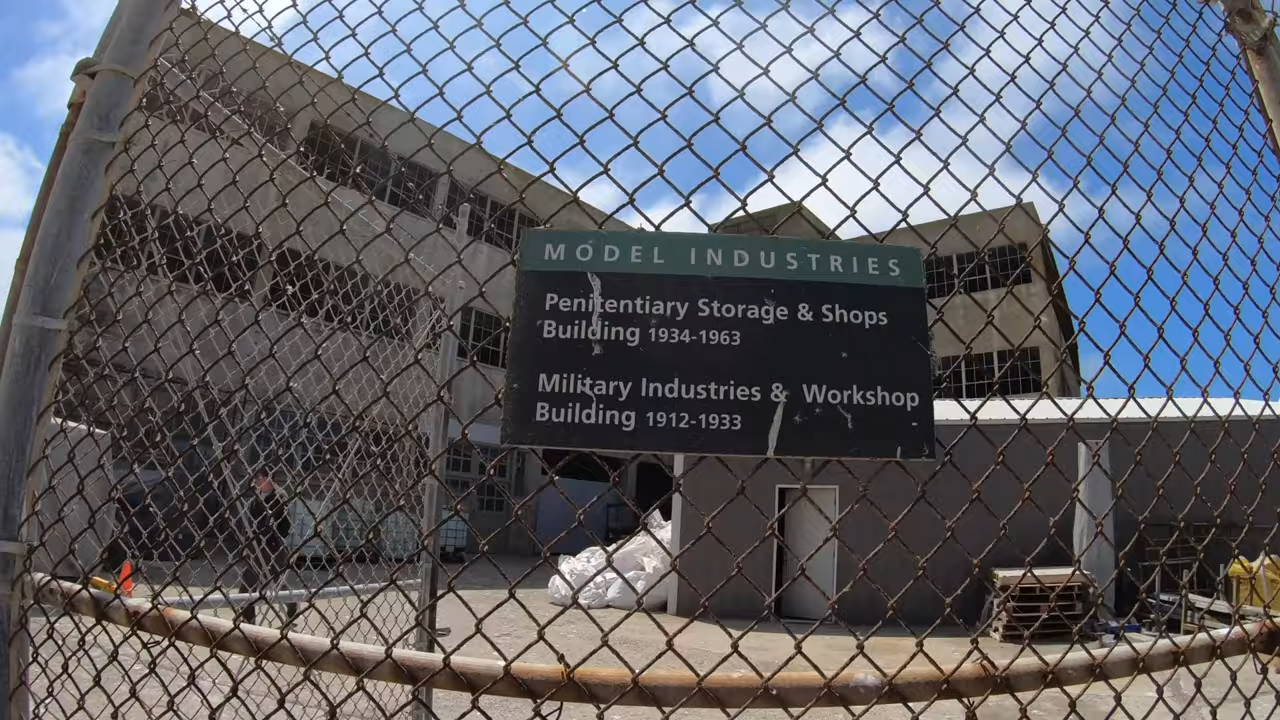 MODEL INDUSTRIES
Penitentiary Storage & Shops
Building 1934-1963
Military Industries & Workshop
Building 1912-1933